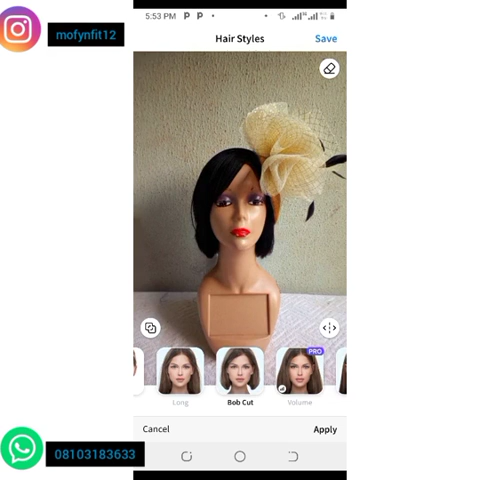 mofynfit12
5:53 PM P P
Hair Styles
Save
PRO
Long
Bob Cut
Volume
Cancel
Apply
08103183633